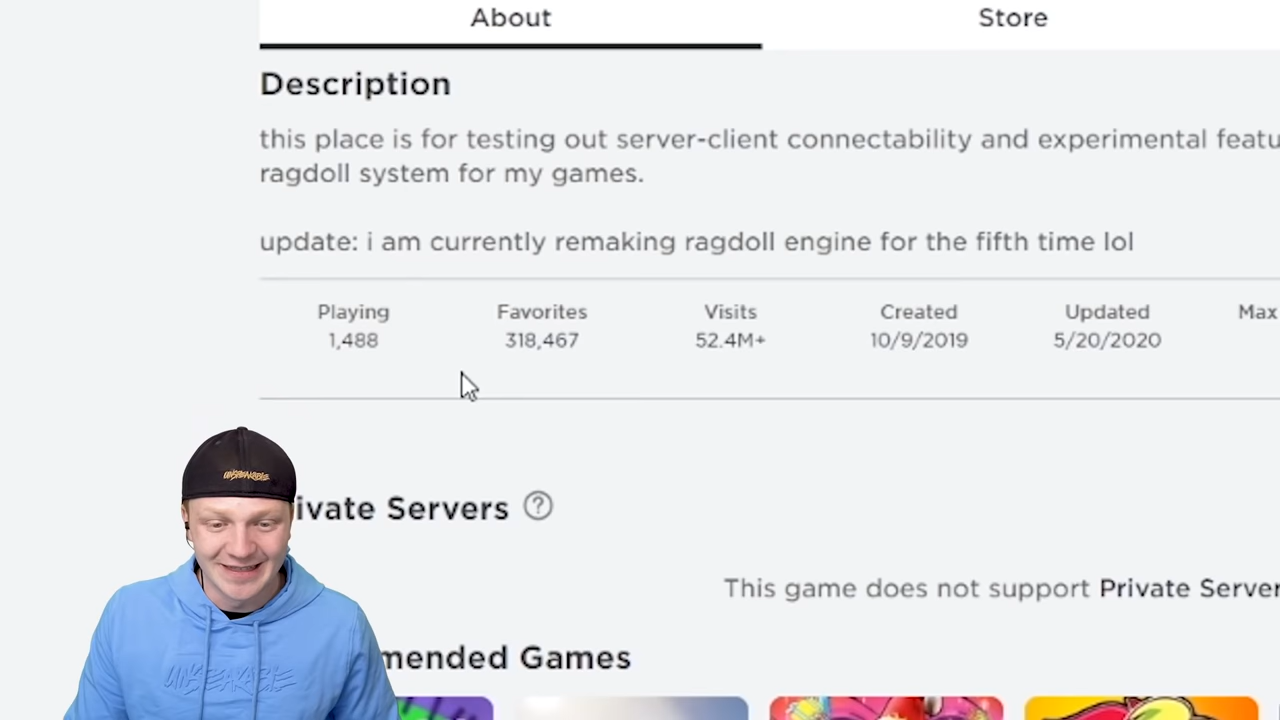 About
Store
Description
this place is for testing out server-client connectability and experimental featu
ragdoll system for my games.
update: i am currently remaking ragdoll engine for the fifth time lol
Playing
Favorites
Visits
Created
Updated
Max
1,488
318,467
52.4M+
10/9/2019
5/20/2020
UNSPEAKABLE
ivate Servers
This game does not support Private Server
UNSPEAKABLE
mended Games